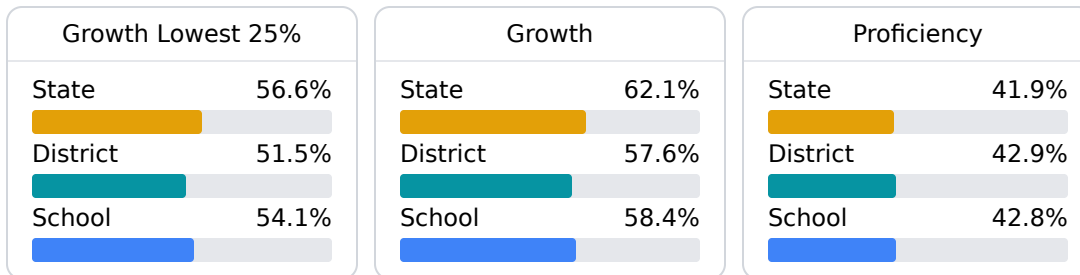 Growth Lowest 25%
State 56.6%
District 51.5%
School 54.1%
Growth
State 62.1%
District 57.6%
School 58.4%
Proficiency
State 41.9%
District 42.9%
School 42.8%